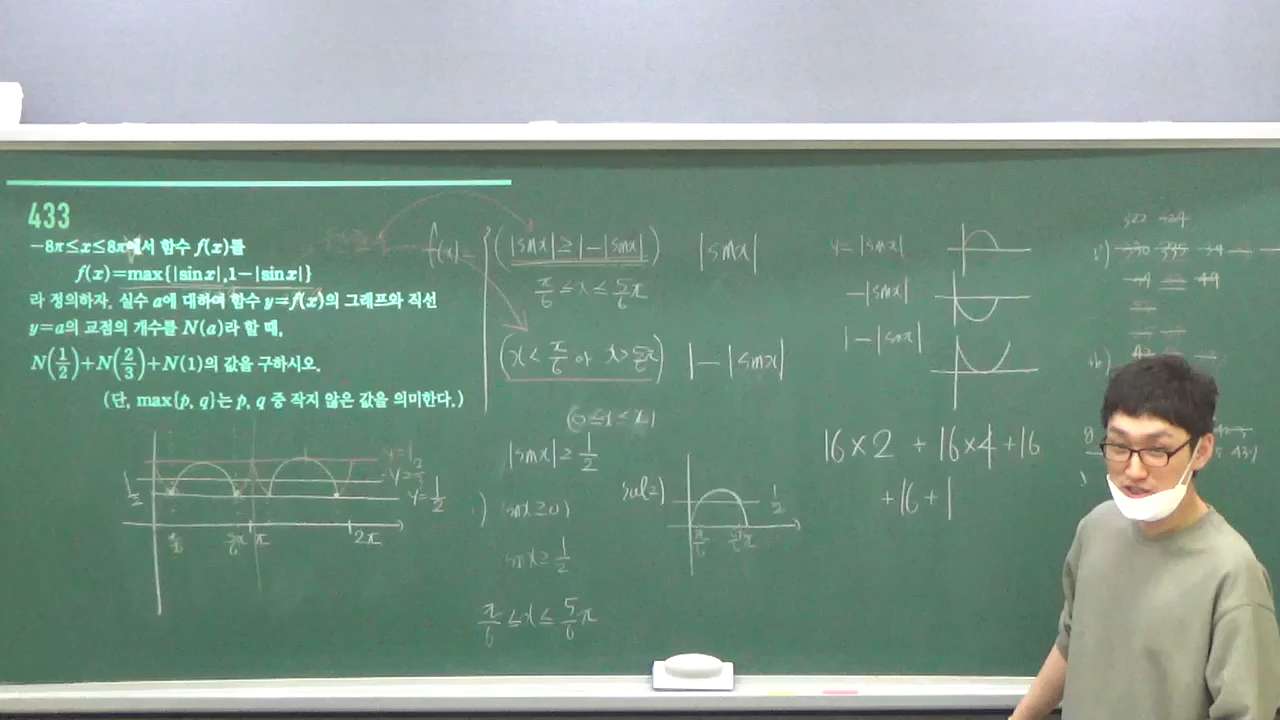 433
−8π≤x≤8π에서 함수 f(x)를
f(x)=max{|sin x|,1−|sin x|}
라 정의하자. 실수 a에 대하여 함수 y=f(x)의 그래프와 직선
y=a의 교점의 개수를 N(a)라 할 때,
N(1/2)+N(2/3)+N(1)의 값을 구하시오.
(단, max{p, q}는 p, q 중 작지 않은 값을 의미한다.)
y=1
y=2/3
y=1/2
1/2
π/6 5π/6 π 2π
f(x)=
(|sinx| ≥ 1−|sinx|) |sinx|
π/6 ≤ x ≤ 5/6π
(x < π/6 or x > 5/6π) 1−|sinx|
(0≤x≤π)
|sinx| ≥ 1/2
i) sinx≥0)
sinx≥ 1/2
π/6 ≤x≤ 5/6 π
sol2) 1/2
π/6 5/6π π
y= |sinx|
−|sinx|
1−|sinx|
16×2 + 16×4 +16
+16+1